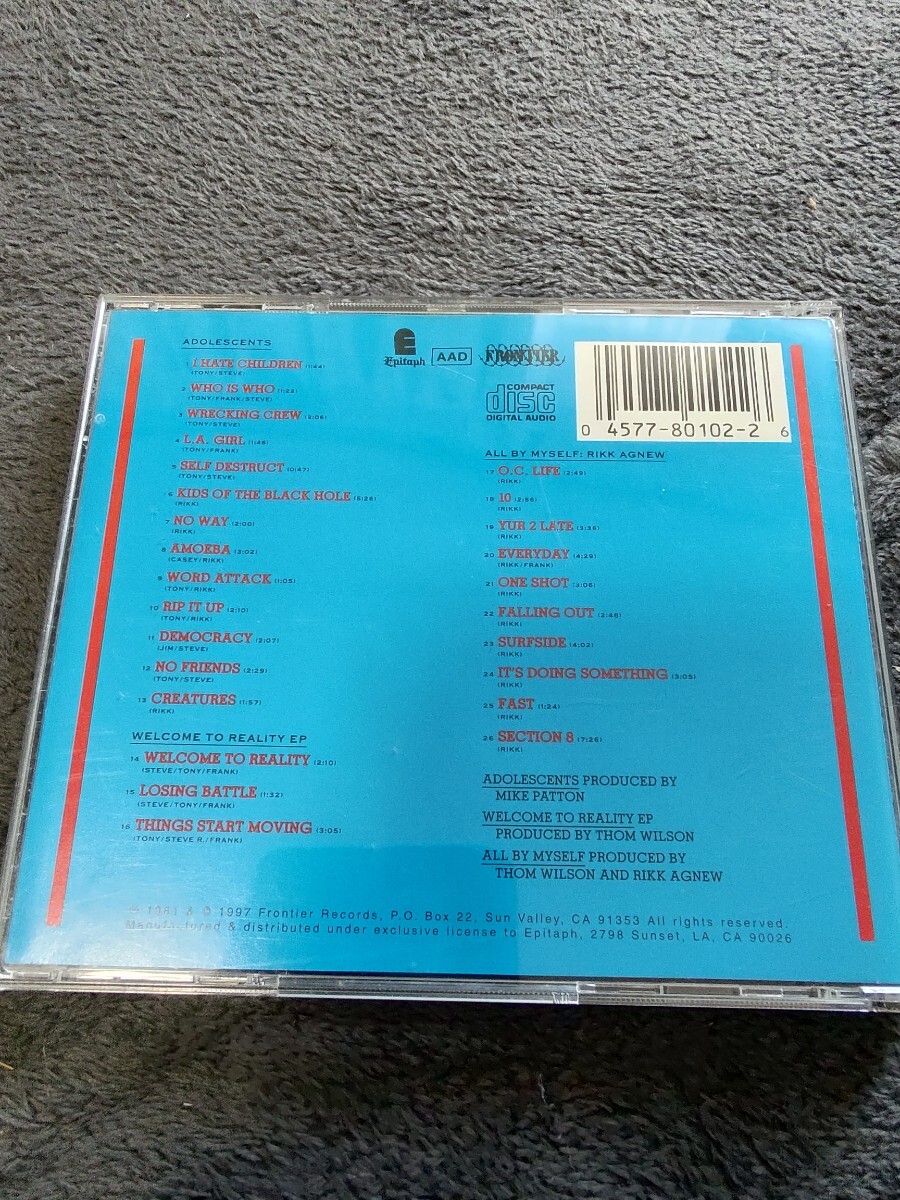 ADOLESCENTS
1 I HATE CHILDREN (1:44)
(TONY/STEVE)
2 WHO IS WHO (1:22)
(TONY/FRANK/STEVE)
3 WRECKING CREW (2:06)
(TONY/STEVE)
4 L.A. GIRL (1:46)
(TONY/FRANK)
5 SELF DESTRUCT (0:47)
(TONY/STEVE)
6 KIDS OF THE BLACK HOLE (5:26)
(RIKK)
7 NO WAY (2:00)
(RIKK)
8 AMOEBA (3:02)
(CASEY/RIKK)
9 WORD ATTACK (1:05)
(TONY/RIKK)
10 RIP IT UP (2:10)
(TONY/RIKK)
11 DEMOCRACY (2:07)
(JIM/STEVE)
12 NO FRIENDS (2:29)
(TONY/STEVE)
13 CREATURES (1:57)
(RIKK)
WELCOME TO REALITY EP
14 WELCOME TO REALITY (2:10)
(STEVE/TONY/FRANK)
15 LOSING BATTLE (1:32)
(STEVE/TONY/FRANK)
16 THINGS START MOVING (3:05)
(TONY/STEVE R./FRANK)
E
Epitaph
AAD
FRONTIER
COMPACT
disc
DIGITAL AUDIO
0 4577-80102-2 6
ALL BY MYSELF: RIKK AGNEW
17 O.C. LIFE (2:49)
(RIKK)
18 10 (2:56)
(RIKK)
19 YUR 2 LATE (3:36)
(RIKK)
20 EVERYDAY (4:29)
(RIKK/FRANK)
21 ONE SHOT (3:06)
(RIKK)
22 FALLING OUT (2:48)
(RIKK)
23 SURFSIDE (4:02)
(RIKK)
24 IT'S DOING SOMETHING (3:05)
(RIKK)
25 FAST (1:24)
(RIKK)
26 SECTION 8 (7:26)
(RIKK)
ADOLESCENTS PRODUCED BY
MIKE PATTON
WELCOME TO REALITY EP
PRODUCED BY THOM WILSON
ALL BY MYSELF PRODUCED BY
THOM WILSON AND RIKK AGNEW
℗ 1981 & © 1997 Frontier Records, P.O. Box 22, Sun Valley, CA 91353 All rights reserved.
Manufactured & distributed under exclusive license to Epitaph, 2798 Sunset, LA, CA 90026